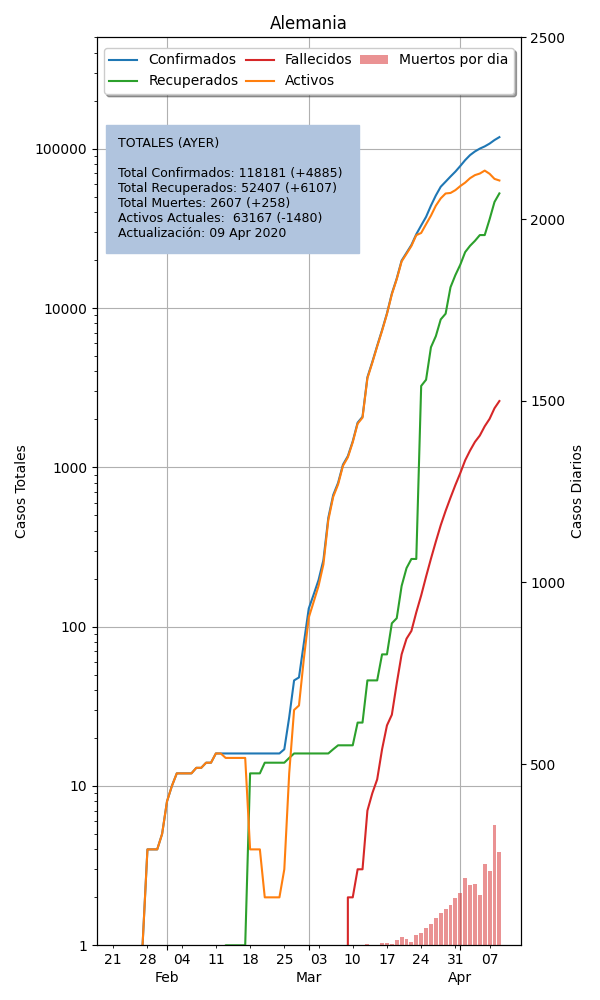 Alemania
Confirmados
Recuperados
Fallecidos
Activos
Muertos por dia
TOTALES (AYER)
Total Confirmados: 118181 (+4885)
Total Recuperados: 52407 (+6107)
Total Muertes: 2607 (+258)
Activos Actuales:  63167 (-1480)
Actualización: 09 Apr 2020
Casos Totales
100000
10000
1000
100
10
1
2500
2000
1500
1000
500
Casos Diarios
21 28 04 11 18 25 03 10 17 24 31 07
Feb Mar Apr